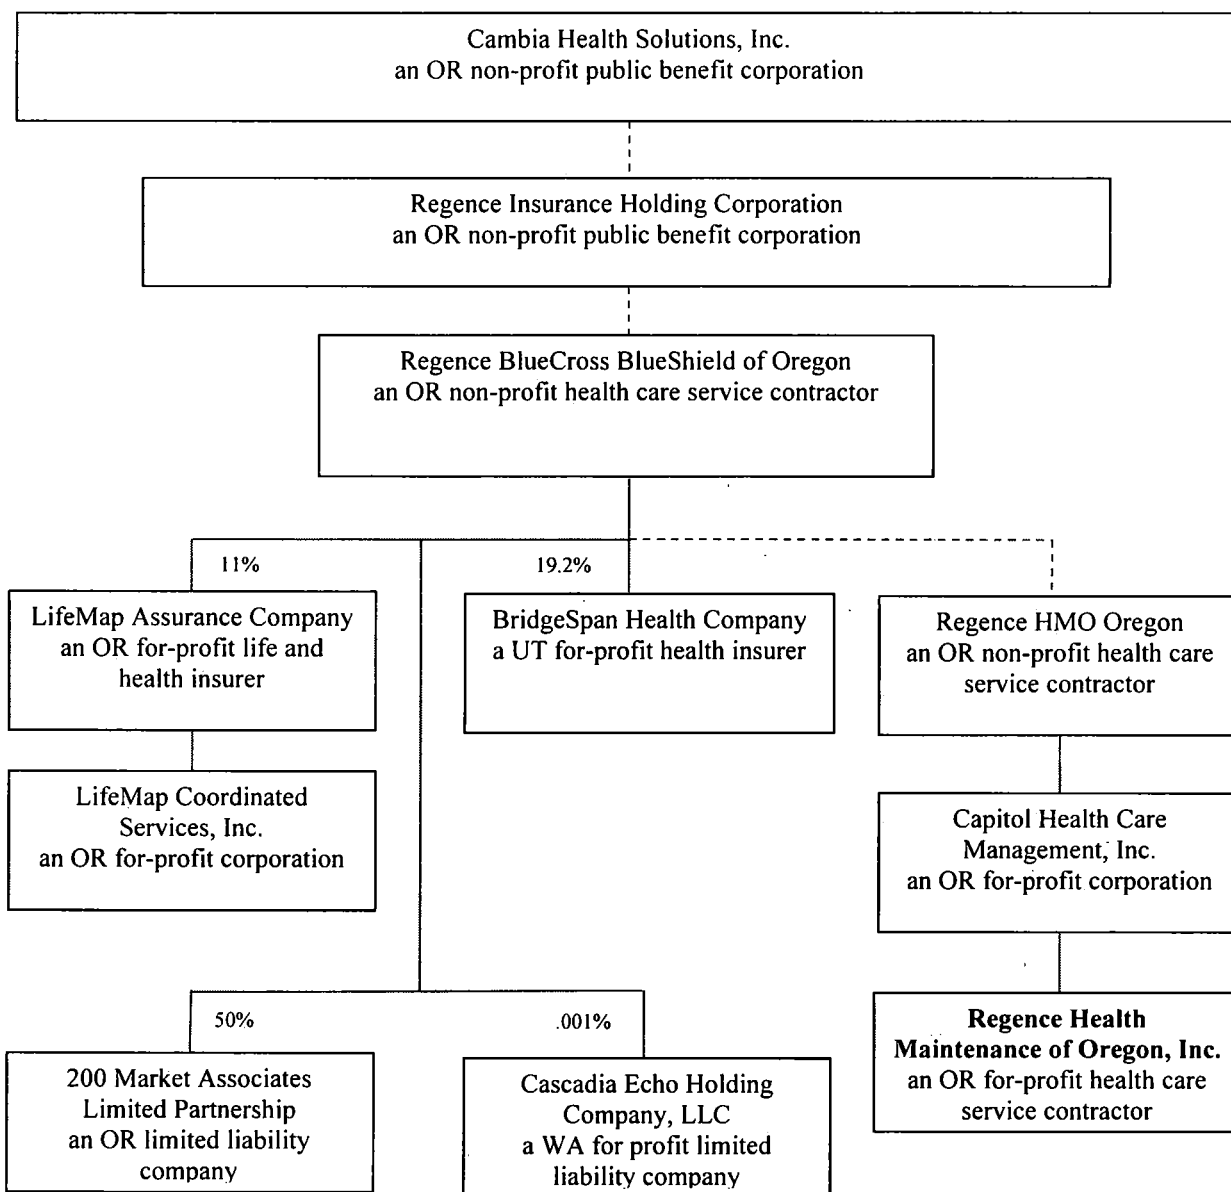 Cambia Health Solutions, Inc.
an OR non-profit public benefit corporation
Regence Insurance Holding Corporation
an OR non-profit public benefit corporation
Regence BlueCross BlueShield of Oregon
an OR non-profit health care service contractor
11%
19.2%
LifeMap Assurance Company
an OR for-profit life and
health insurer
BridgeSpan Health Company
a UT for-profit health insurer
Regence HMO Oregon
an OR non-profit health care
service contractor
LifeMap Coordinated
Services, Inc.
an OR for-profit corporation
Capitol Health Care
Management, Inc.
an OR for-profit corporation
50%
.001%
200 Market Associates
Limited Partnership
an OR limited liability
company
Cascadia Echo Holding
Company, LLC
a WA for profit limited
liability company
Regence Health
Maintenance of Oregon, Inc.
an OR for-profit health care
service contractor